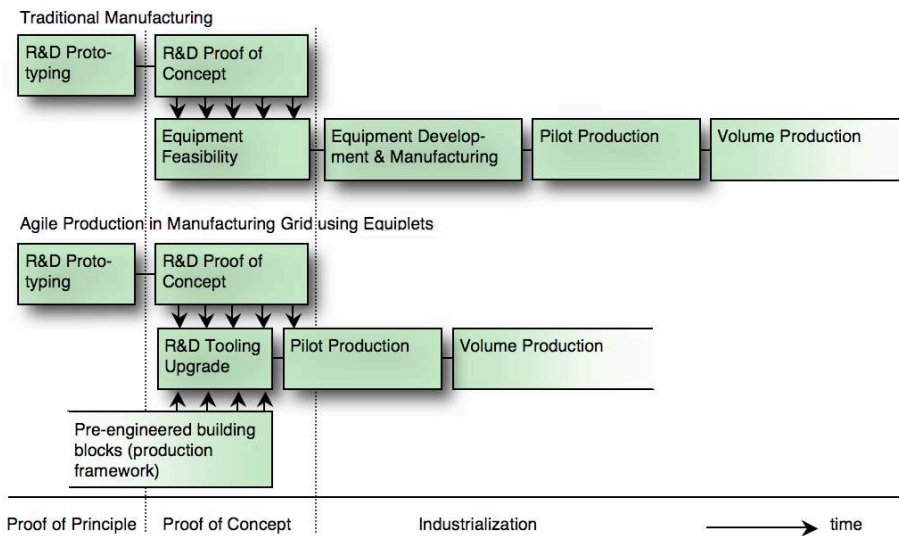 Traditional Manufacturing
R&D Proto-
typing
R&D Proof of
Concept
Equipment
Feasibility
Equipment Develop-
ment & Manufacturing
Pilot Production
Volume Production
Agile Production in Manufacturing Grid using Equiplets
R&D Proto-
typing
R&D Proof of
Concept
R&D Tooling
Upgrade
Pilot Production
Volume Production
Pre-engineered building
blocks (production
framework)
Proof of Principle
Proof of Concept
Industrialization
time